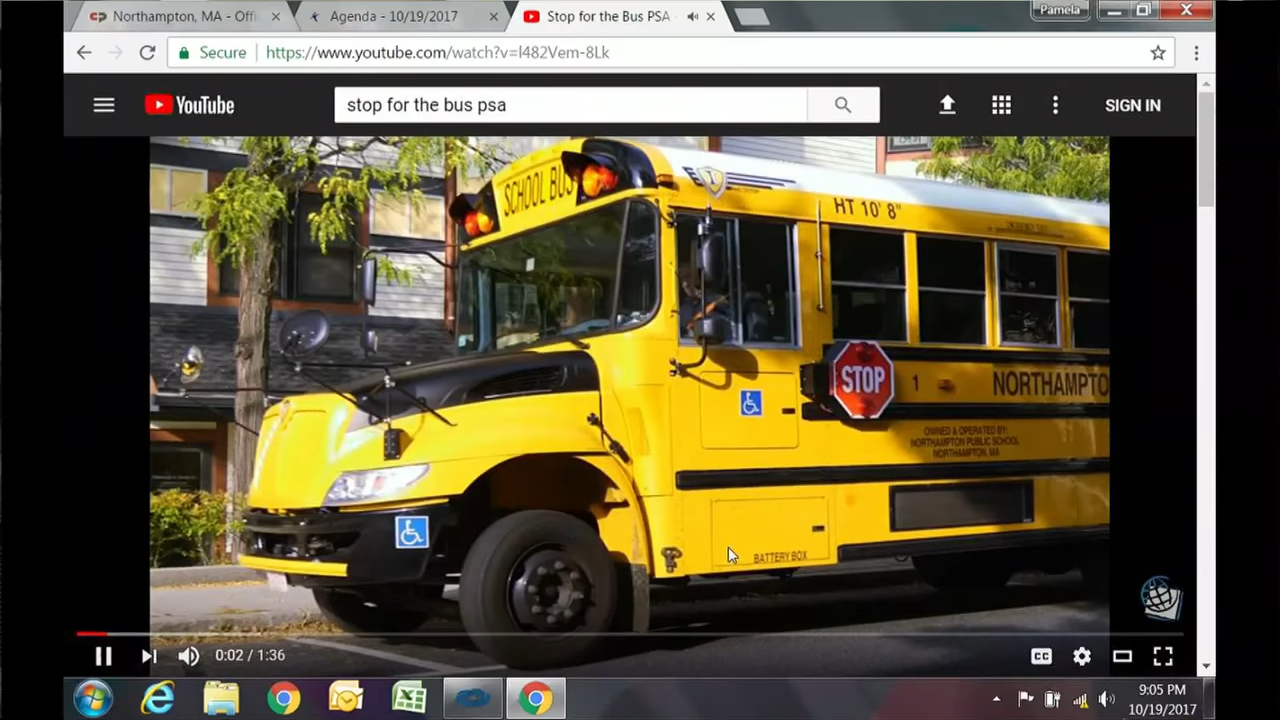 Northampton, MA - Offi
Agenda - 10/19/2017
Stop for the Bus PSA
Pamela
Secure
https://www.youtube.com/watch?v=l482Vem-8Lk
YouTube
stop for the bus psa
SIGN IN
SCHOOL BUS
HT 10' 8"
STOP
1
NORTHAMPTO
OWNED & OPERATED BY:
NORTHAMPTON PUBLIC SCHOOL
NORTHAMPTON, MA
BATTERY BOX
0:02 / 1:36
CC
9:05 PM
10/19/2017